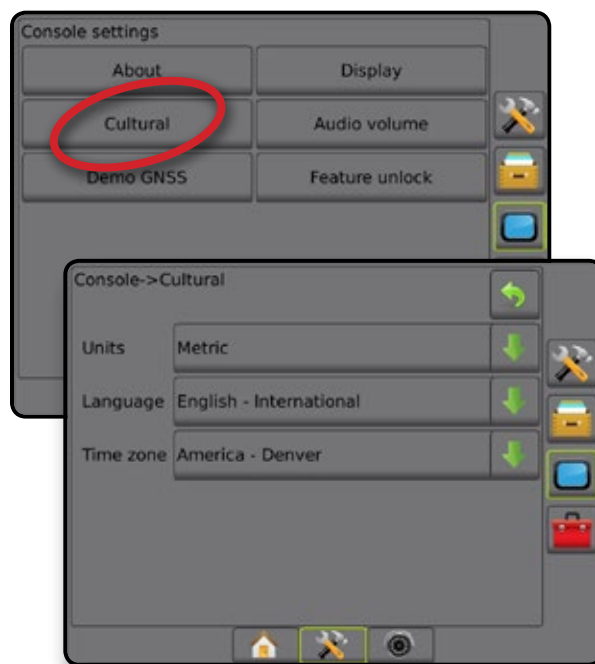 Console settings
About
Display
Cultural
Audio volume
Demo GNSS
Feature unlock
Console->Cultural
Units
Metric
Language
English - International
Time zone
America - Denver